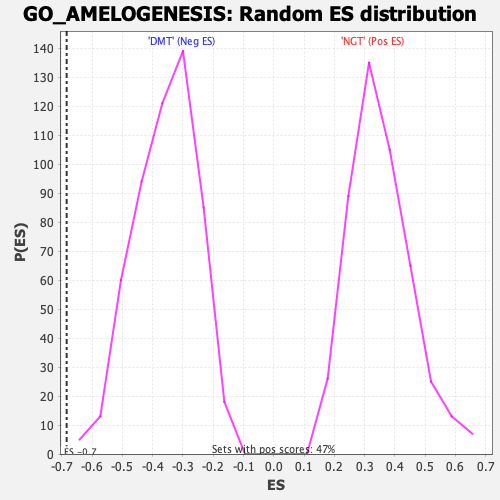 GO_AMELOGENESIS: Random ES distribution
'DMT' (Neg ES) 'NGT' (Pos ES)
140
130
120
110
100
90
80
70
60
50
40
30
20
10
0
P(ES)
ES -0.7
Sets with pos scores: 47%
-0.7 -0.6 -0.5 -0.4 -0.3 -0.2 -0.1 0.0 0.1 0.2 0.3 0.4 0.5 0.6 0.7
ES